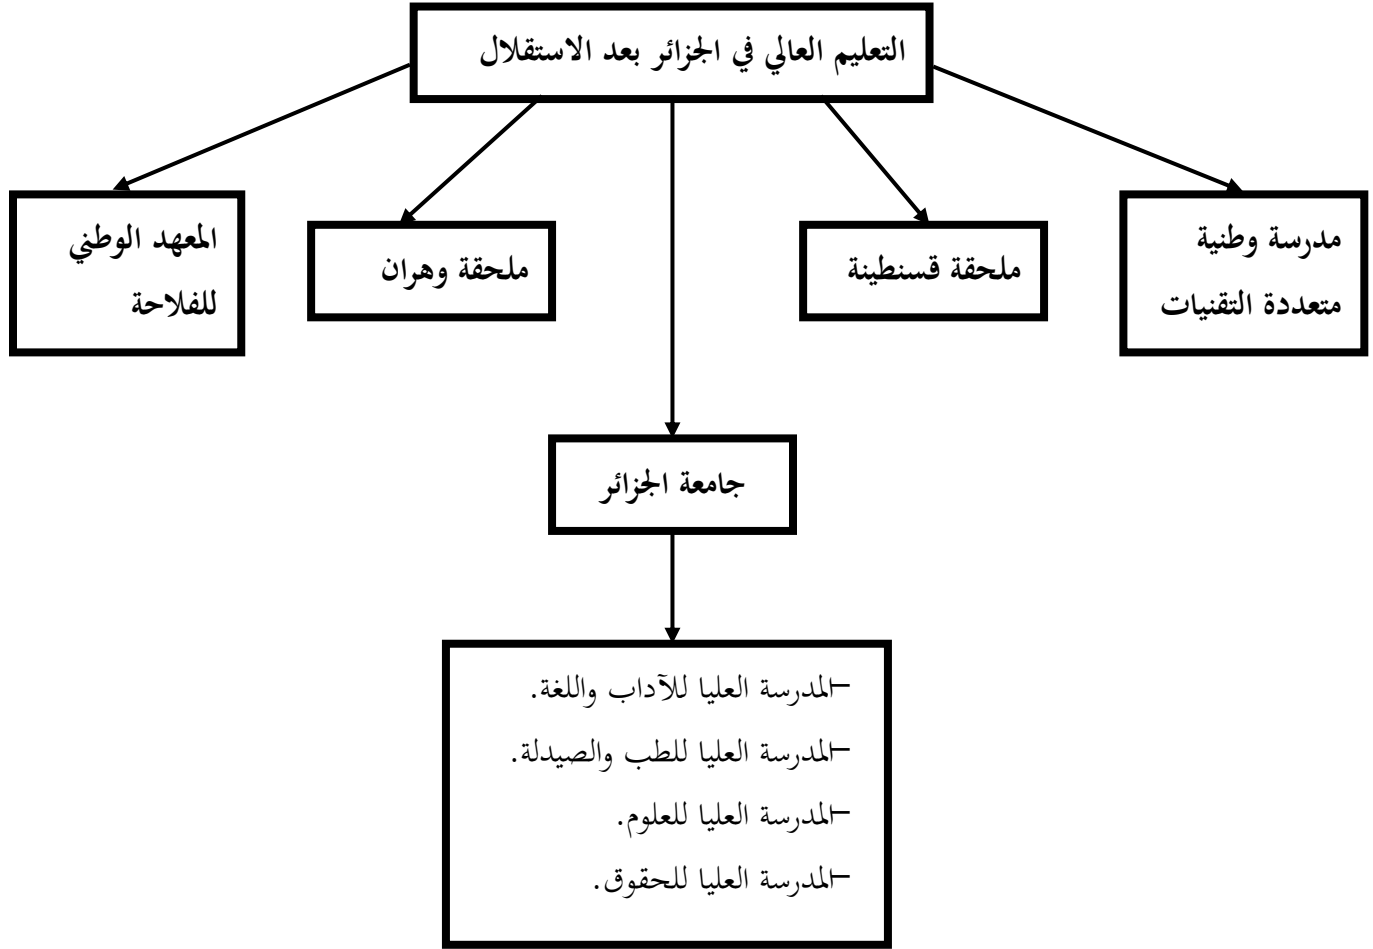 التعليم العالي في الجزائر بعد الاستقلال
مدرسة وطنية
متعددة التقنيات
ملحقة قسنطينة
ملحقة وهران
المعهد الوطني
للفلاحة
جامعة الجزائر
-المدرسة العليا للآداب واللغة.
-المدرسة العليا للطب والصيدلة.
-المدرسة العليا للعلوم.
-المدرسة العليا للحقوق.